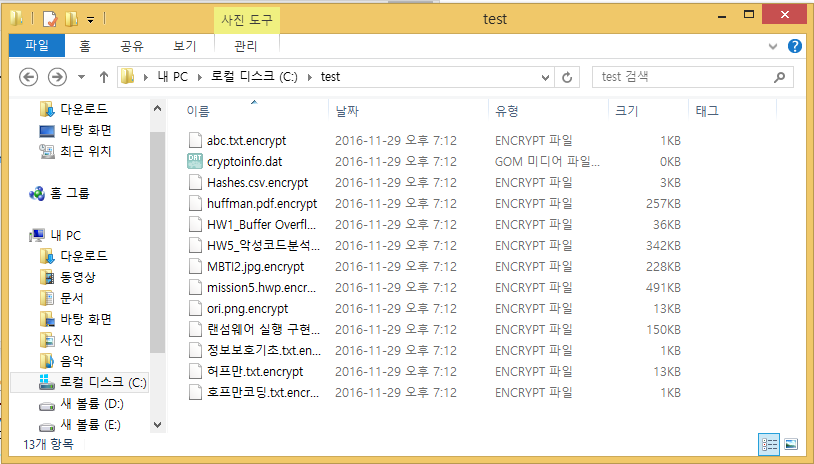 사진 도구
test
파일 홈 공유 보기 관리
내 PC 로컬 디스크 (C:) test
test 검색
다운로드
바탕 화면
최근 위치
홈 그룹
내 PC
다운로드
동영상
문서
바탕 화면
사진
음악
로컬 디스크 (C:)
새 볼륨 (D:)
새 볼륨 (E:)
이름 날짜 유형 크기 태그
abc.txt.encrypt 2016-11-29 오후 7:12 ENCRYPT 파일 1KB
cryptoinfo.dat 2016-11-29 오후 7:12 GOM 미디어 파일... 0KB
Hashes.csv.encrypt 2016-11-29 오후 7:12 ENCRYPT 파일 3KB
huffman.pdf.encrypt 2016-11-29 오후 7:12 ENCRYPT 파일 257KB
HW1_Buffer Overfl... 2016-11-29 오후 7:12 ENCRYPT 파일 36KB
HW5_악성코드분석... 2016-11-29 오후 7:12 ENCRYPT 파일 342KB
MBTI2.jpg.encrypt 2016-11-29 오후 7:12 ENCRYPT 파일 228KB
mission5.hwp.encr... 2016-11-29 오후 7:12 ENCRYPT 파일 491KB
ori.png.encrypt 2016-11-29 오후 7:12 ENCRYPT 파일 13KB
랜섬웨어 실행 구현... 2016-11-29 오후 7:12 ENCRYPT 파일 150KB
정보보호기초.txt.en... 2016-11-29 오후 7:12 ENCRYPT 파일 1KB
허프만.txt.encrypt 2016-11-29 오후 7:12 ENCRYPT 파일 13KB
호프만코딩.txt.encr... 2016-11-29 오후 7:12 ENCRYPT 파일 1KB
13개 항목